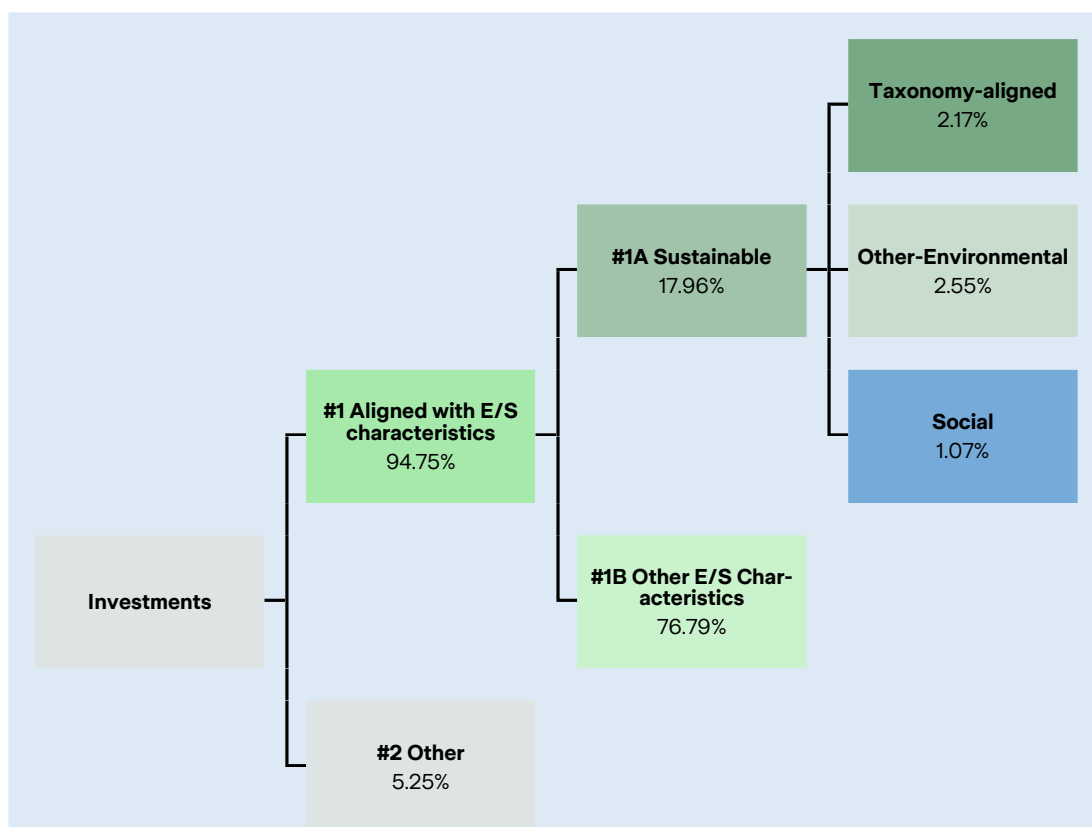 Taxonomy-aligned
2.17%
#1A Sustainable
17.96%
Other-Environmental
2.55%
#1 Aligned with E/S
characteristics
94.75%
Social
1.07%
Investments
#1B Other E/S Char-
acteristics
76.79%
#2 Other
5.25%